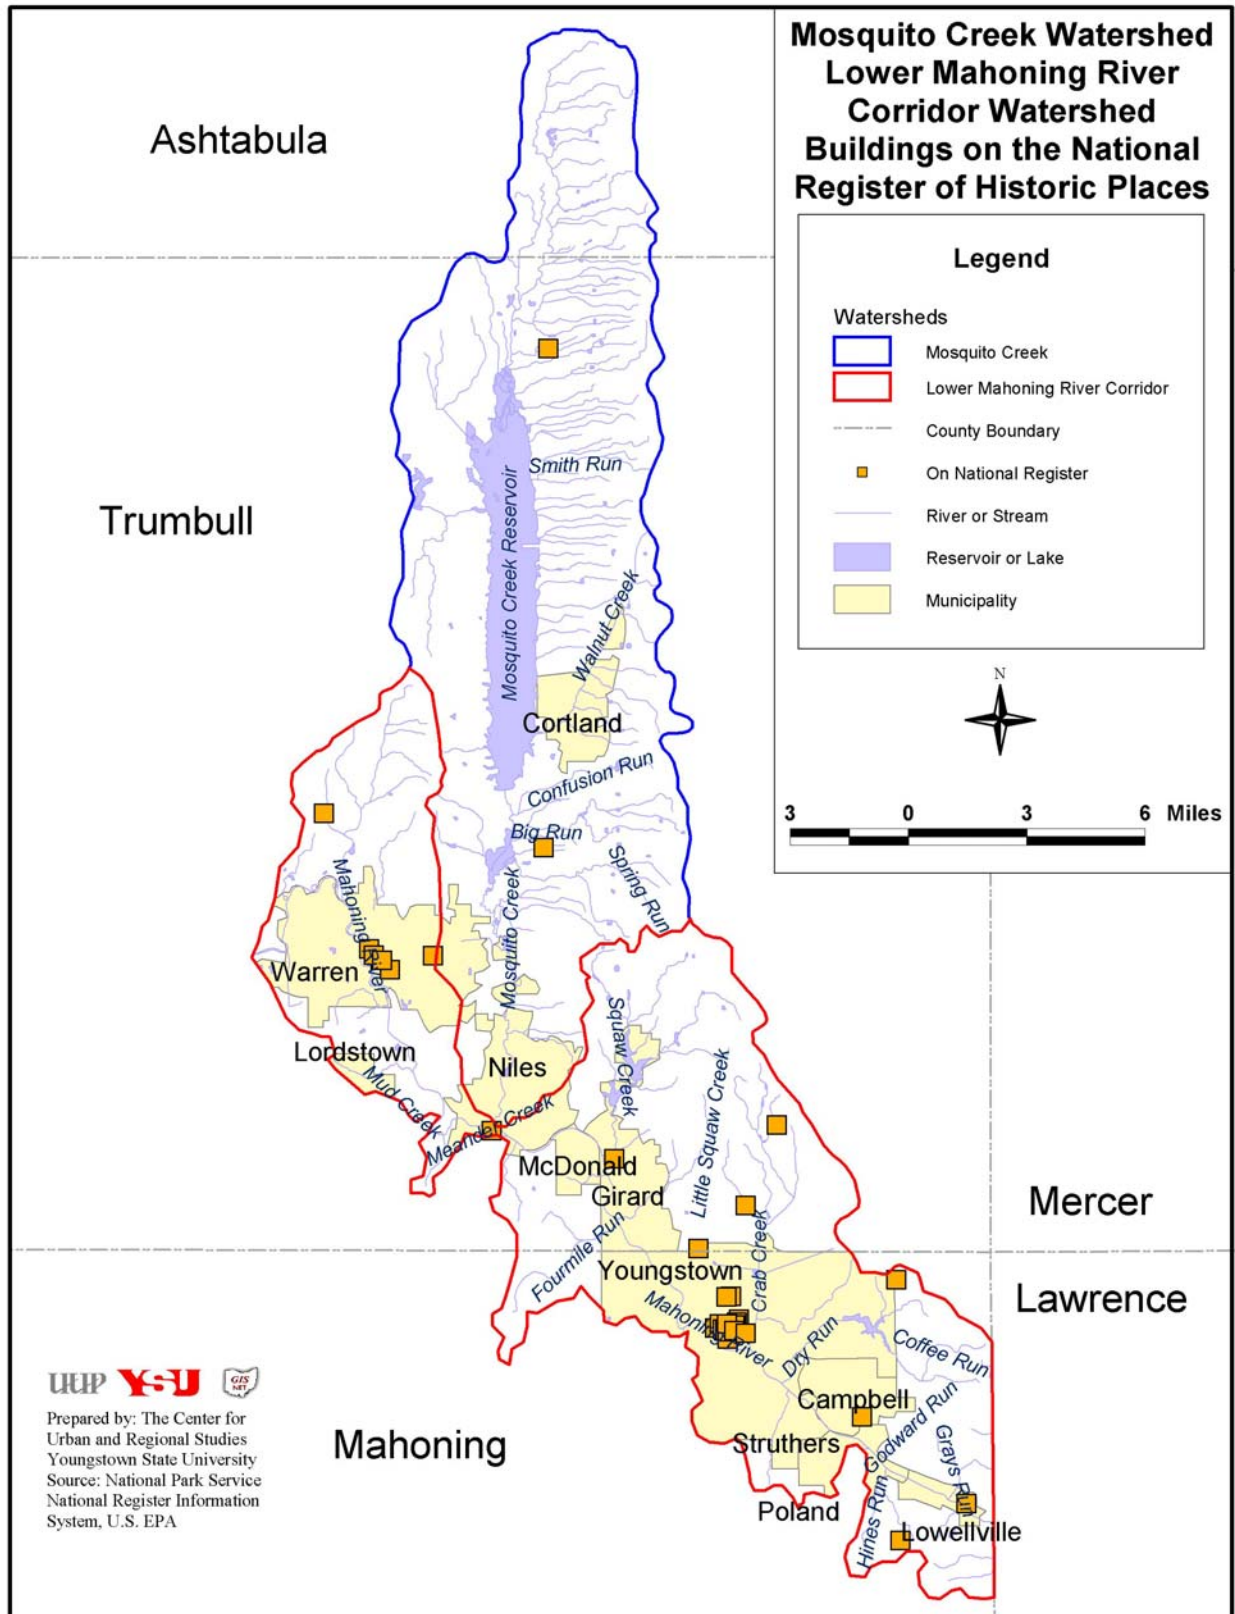 Mosquito Creek Watershed
Lower Mahoning River
Corridor Watershed
Buildings on the National
Register of Historic Places
Legend
Watersheds
Mosquito Creek
Lower Mahoning River Corridor
County Boundary
On National Register
River or Stream
Reservoir or Lake
Municipality
N
3 0 3 6 Miles
Ashtabula
Trumbull
Smith Run
Mosquito Creek Reservoir
Walnut Creek
Cortland
Confusion Run
Big Run
Spring Run
Mahoning River
Mosquito Creek
Warren
Lordstown
Niles
Squaw Creek
Mud Creek
Meander Creek
Little Squaw Creek
McDonald
Girard
Mercer
Fourmile Run
Youngstown
Crab Creek
Lawrence
Mahoning River
Dry Run
Coffee Run
Campbell
Godward Run
Struthers
Grays Run
Mahoning
Poland
Hines Run
Lowellville
UUP YSU GIS NET
Prepared by: The Center for
Urban and Regional Studies
Youngstown State University
Source: National Park Service
National Register Information
System, U.S. EPA